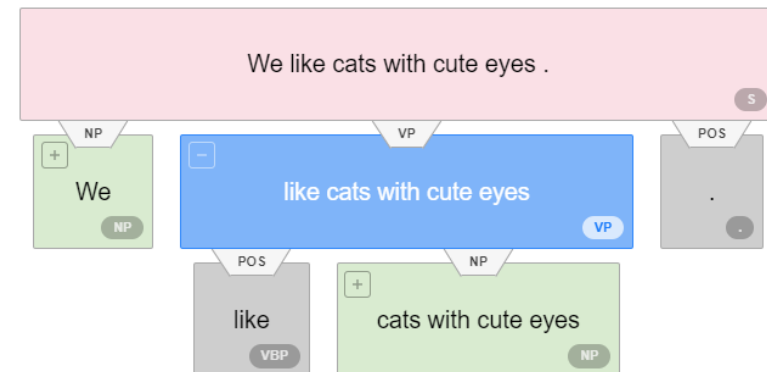 We like cats with cute eyes .
S
NP VP POS
+ −
We like cats with cute eyes .
NP VP .
POS NP
+
like cats with cute eyes
VBP NP